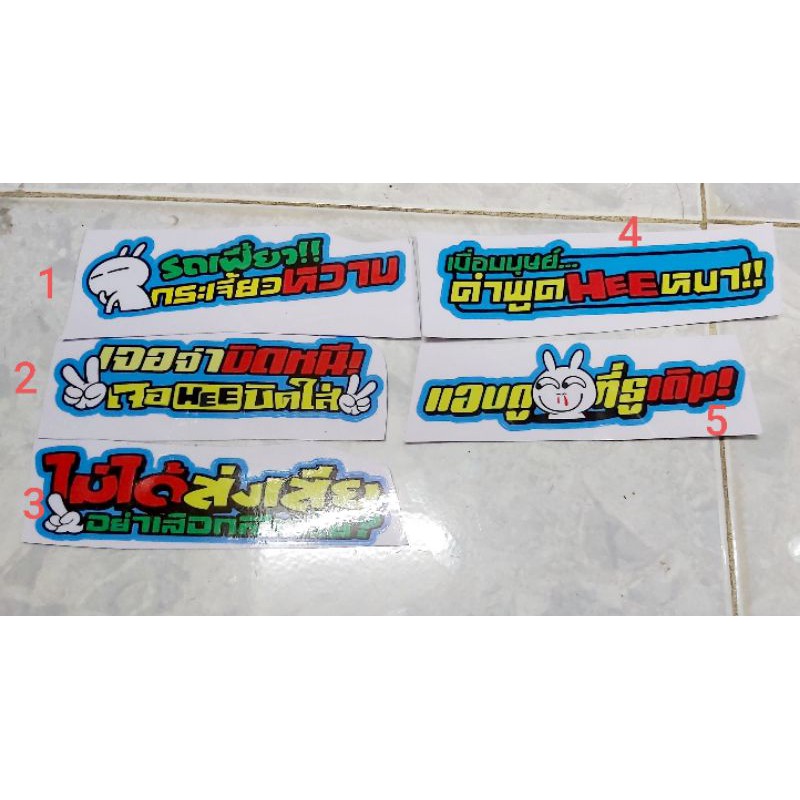 1
รถเฟี้ยว!!
กระเจี้ยวหิวาบ
2
เจอจ่าบิดหนี!
เจอHEEบิดใส่
3
ไม่ได้ส่งเสีย
อย่าเสือก
4
เบื่อมนุษย์...
คำพูดHEEหมา!!
แอบดู ที่รูเดิม!
5